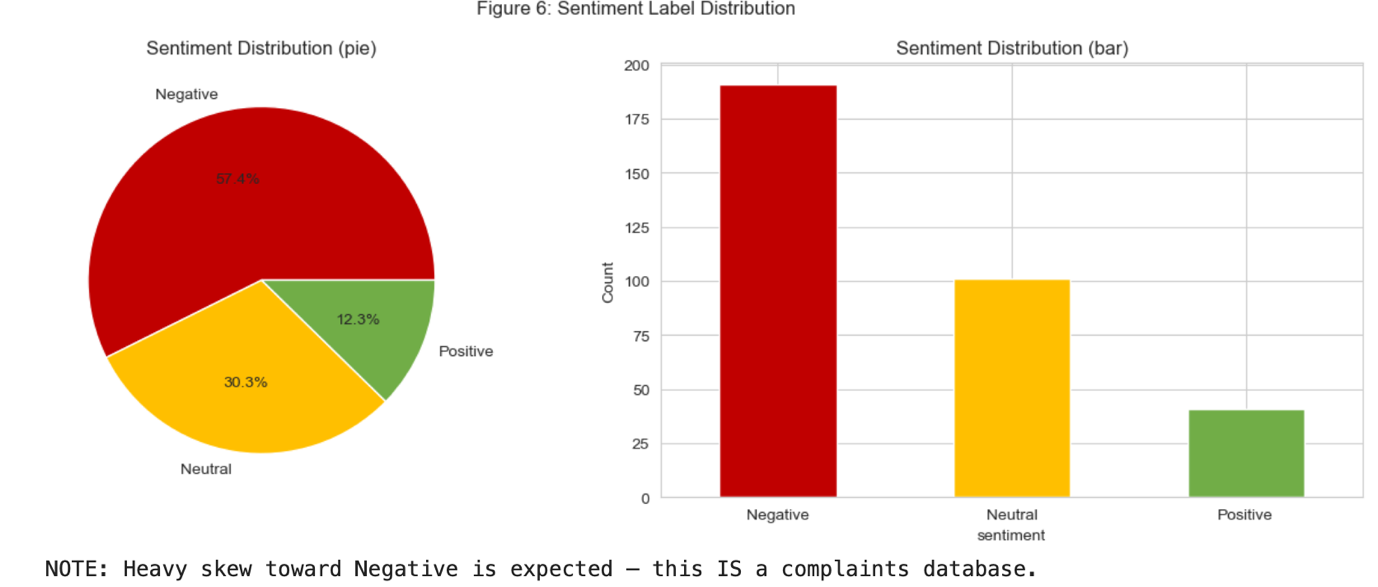 Figure 6: Sentiment Label Distribution
Sentiment Distribution (pie)
Negative
57.4%
12.3%
Positive
30.3%
Neutral
Sentiment Distribution (bar)
200
175
150
125
100
75
50
25
0
Count
Negative
Neutral
Positive
sentiment
NOTE: Heavy skew toward Negative is expected — this IS a complaints database.